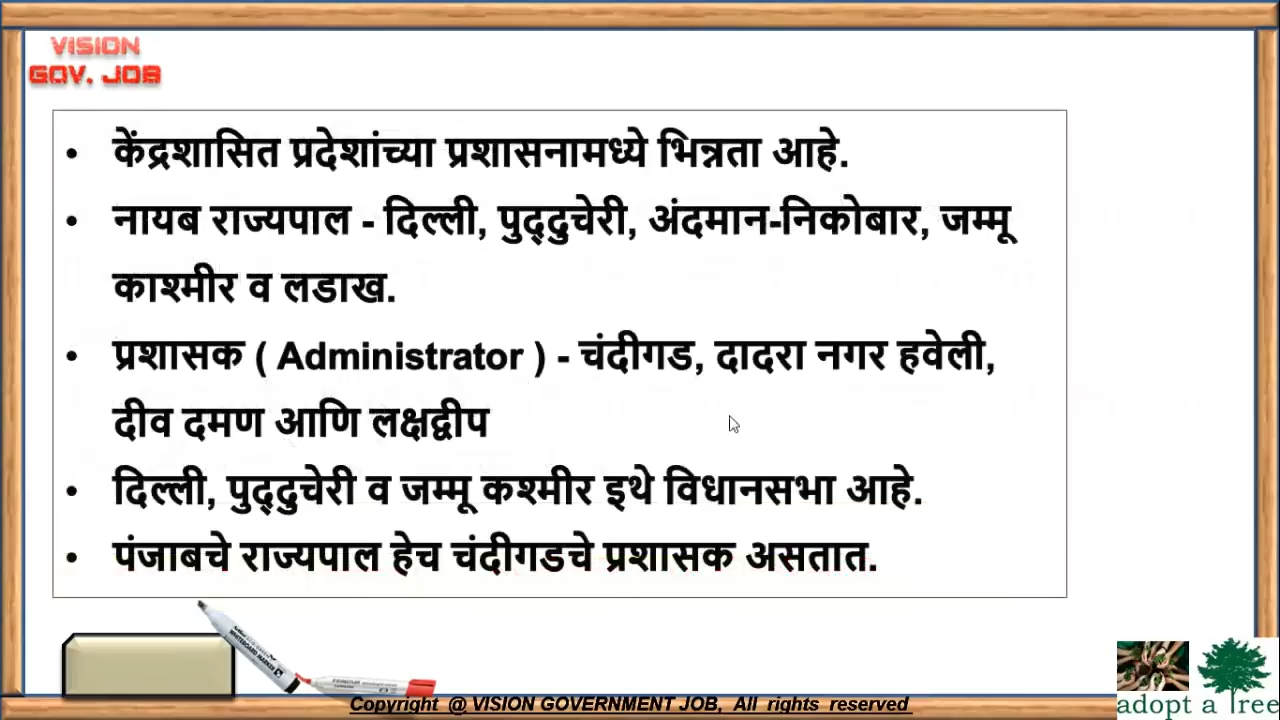 VISION
GOV. JOB
• केंद्रशासित प्रदेशांच्या प्रशासनामध्ये भिन्नता आहे.
• नायब राज्यपाल - दिल्ली, पुद्दुचेरी, अंदमान-निकोबार, जम्मू
काश्मीर व लडाख.
• प्रशासक ( Administrator ) - चंदीगड, दादरा नगर हवेली,
दीव दमण आणि लक्षद्वीप
• दिल्ली, पुद्दुचेरी व जम्मू कश्मीर इथे विधानसभा आहे.
• पंजाबचे राज्यपाल हेच चंदीगडचे प्रशासक असतात.
WHITEBOARD MARKER
Copyright @ VISION GOVERNMENT JOB, All rights reserved
adopt a Tree